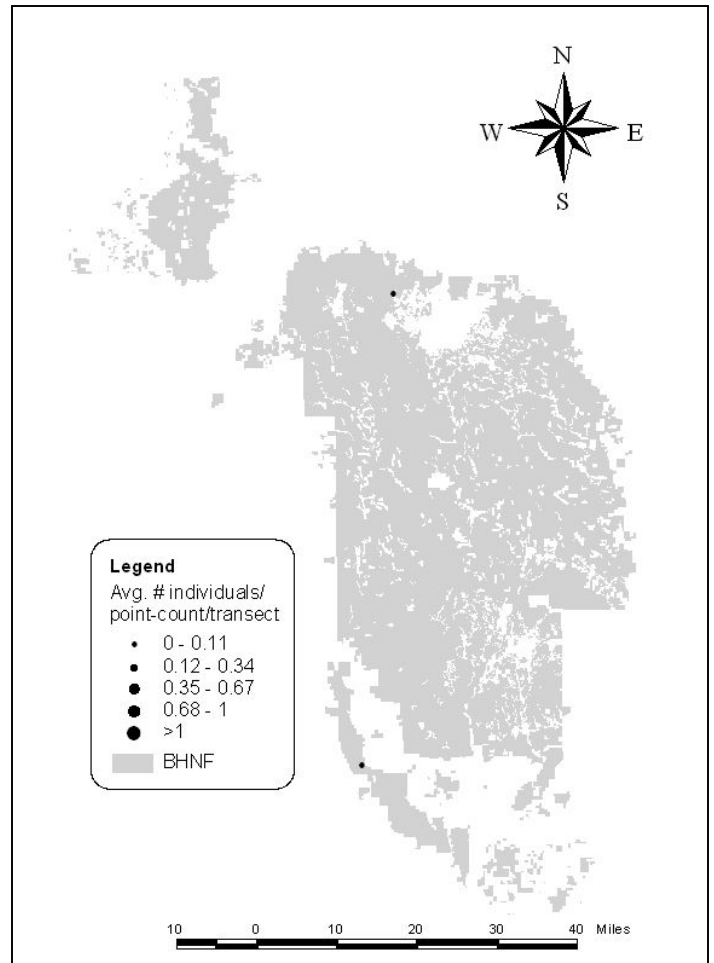 N
W E
S
Legend
Avg. # individuals/
point-count/transect
0 - 0.11
0.12 - 0.34
0.35 - 0.67
0.68 - 1
>1
BHNF
10 0 10 20 30 40 Miles